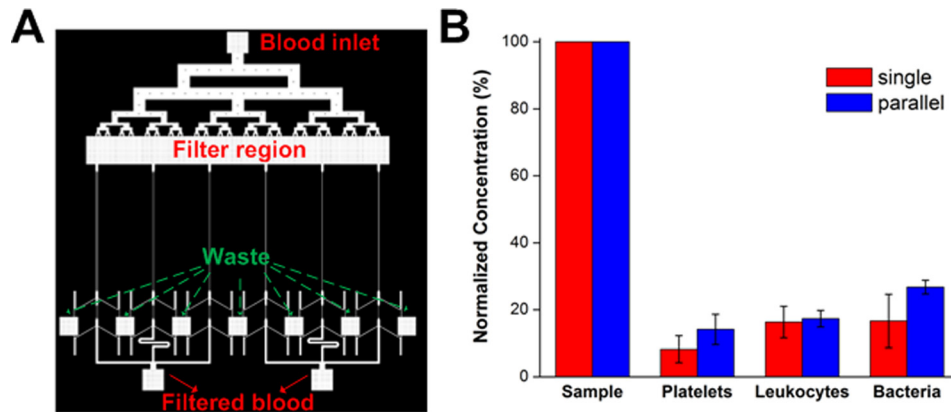 A
Blood inlet
Filter region
Waste
Filtered blood
B
Normalized Concentration (%)
100
80
60
40
20
0
single
parallel
Sample Platelets Leukocytes Bacteria